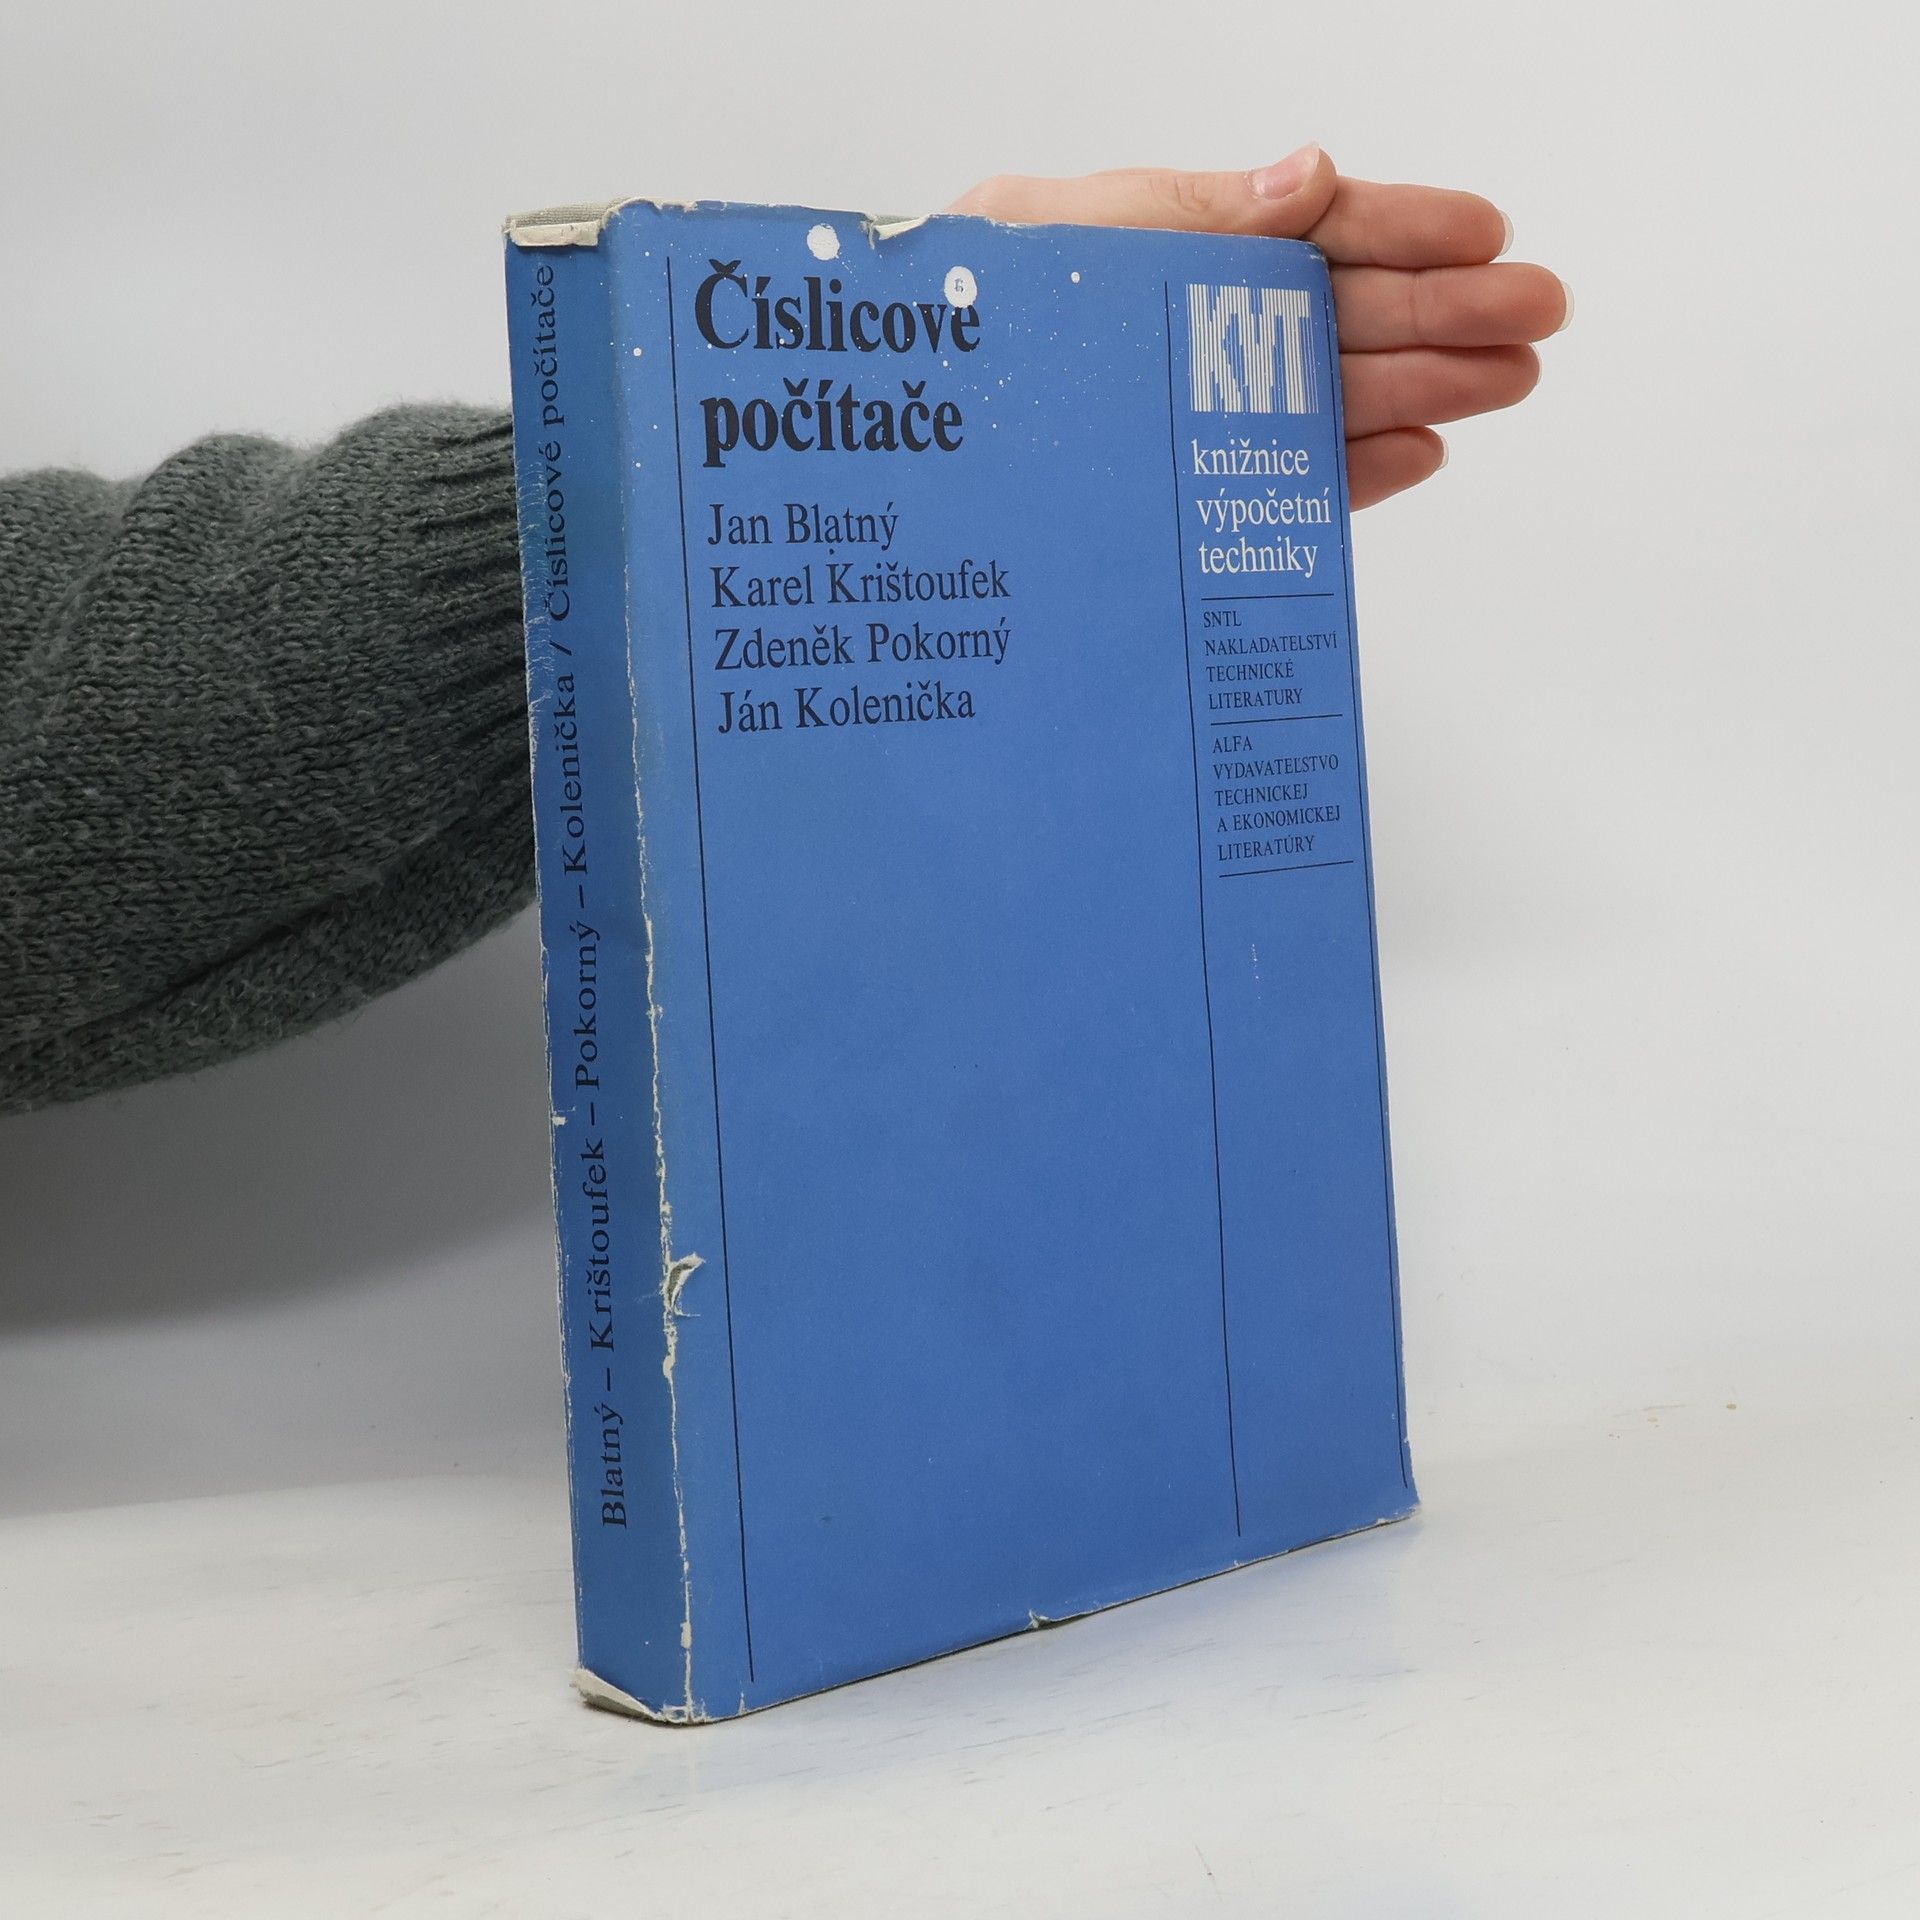 Blatný – Krištoufek – Pokorný – Kolenička / Číslicové počítače
Číslicové
počítače
Jan Blatný
Karel Krištoufek
Zdeněk Pokorný
Ján Kolenička
KVT
knižnice
výpočetní
techniky
SNTL
NAKLADATELSTVÍ
TECHNICKÉ
LITERATURY
ALFA
VYDAVATEĽSTVO
TECHNICKEJ
A EKONOMICKEJ
LITERATÚRY